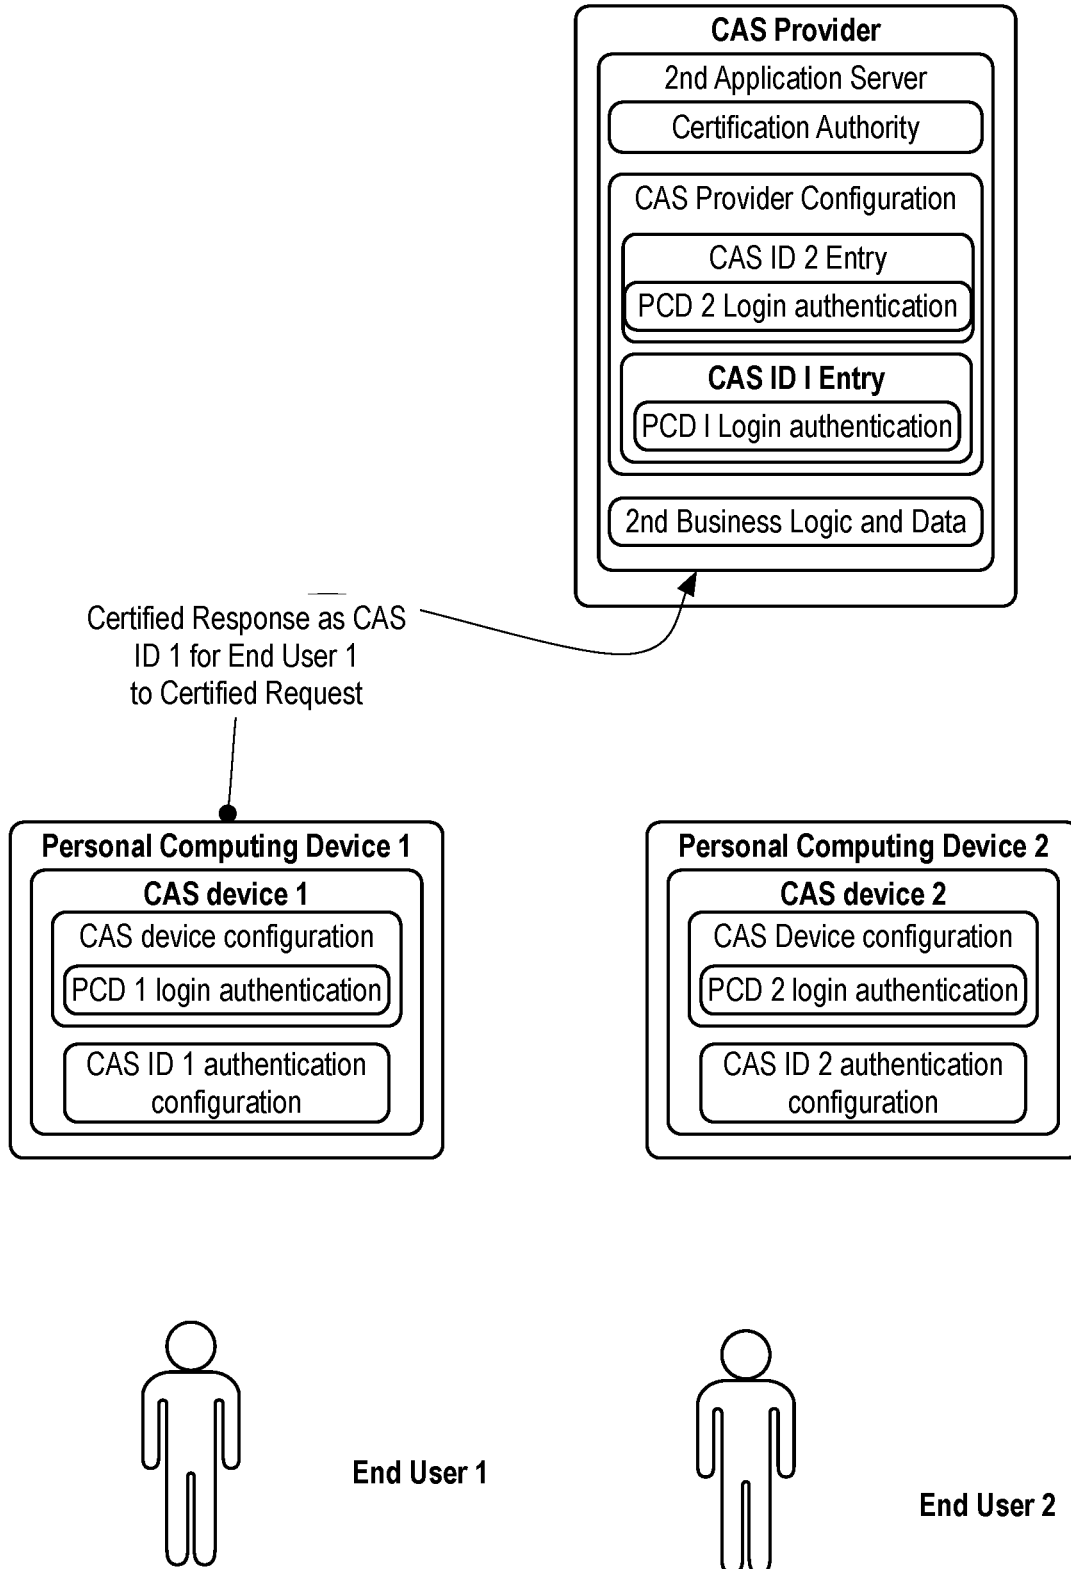 CAS Provider
2nd Application Server
Certification Authority
CAS Provider Configuration
CAS ID 2 Entry
PCD 2 Login authentication
CAS ID I Entry
PCD I Login authentication
2nd Business Logic and Data
Certified Response as CAS
ID 1 for End User 1
to Certified Request
Personal Computing Device 1
CAS device 1
CAS device configuration
PCD 1 login authentication
CAS ID 1 authentication
configuration
Personal Computing Device 2
CAS device 2
CAS Device configuration
PCD 2 login authentication
CAS ID 2 authentication
configuration
End User 1
End User 2